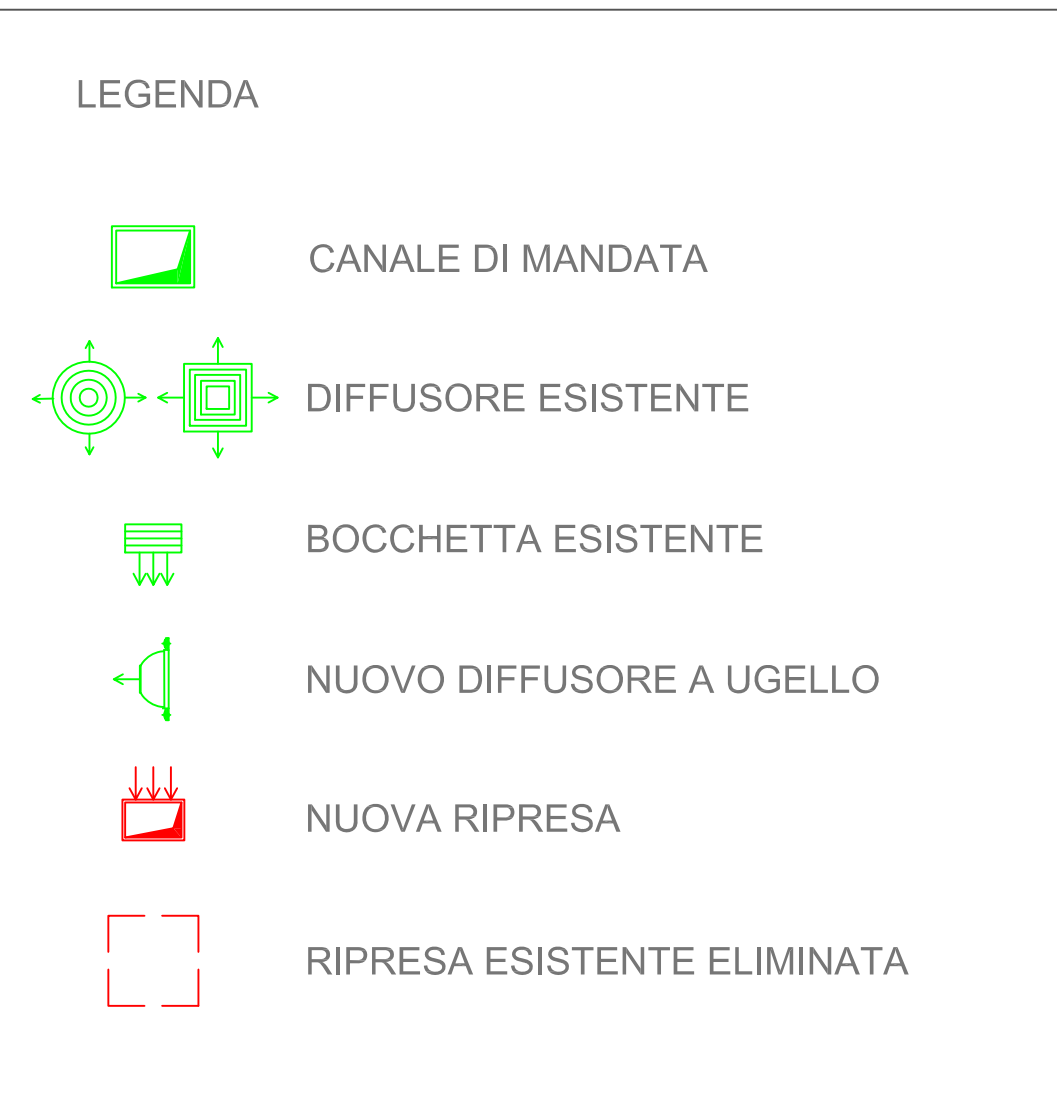 LEGENDA
CANALE DI MANDATA
DIFFUSORE ESISTENTE
BOCCHETTA ESISTENTE
NUOVO DIFFUSORE A UGELLO
NUOVA RIPRESA
RIPRESA ESISTENTE ELIMINATA